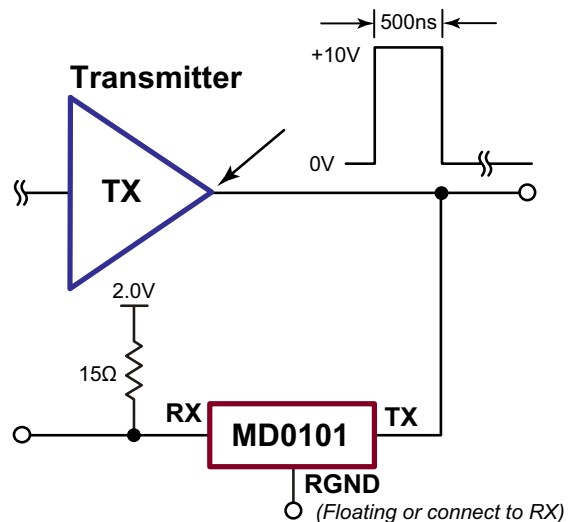 500ns
+10V
Transmitter
TX
0V
2.0V
15Ω
RX
MD0101
TX
RGND
(Floating or connect to RX)